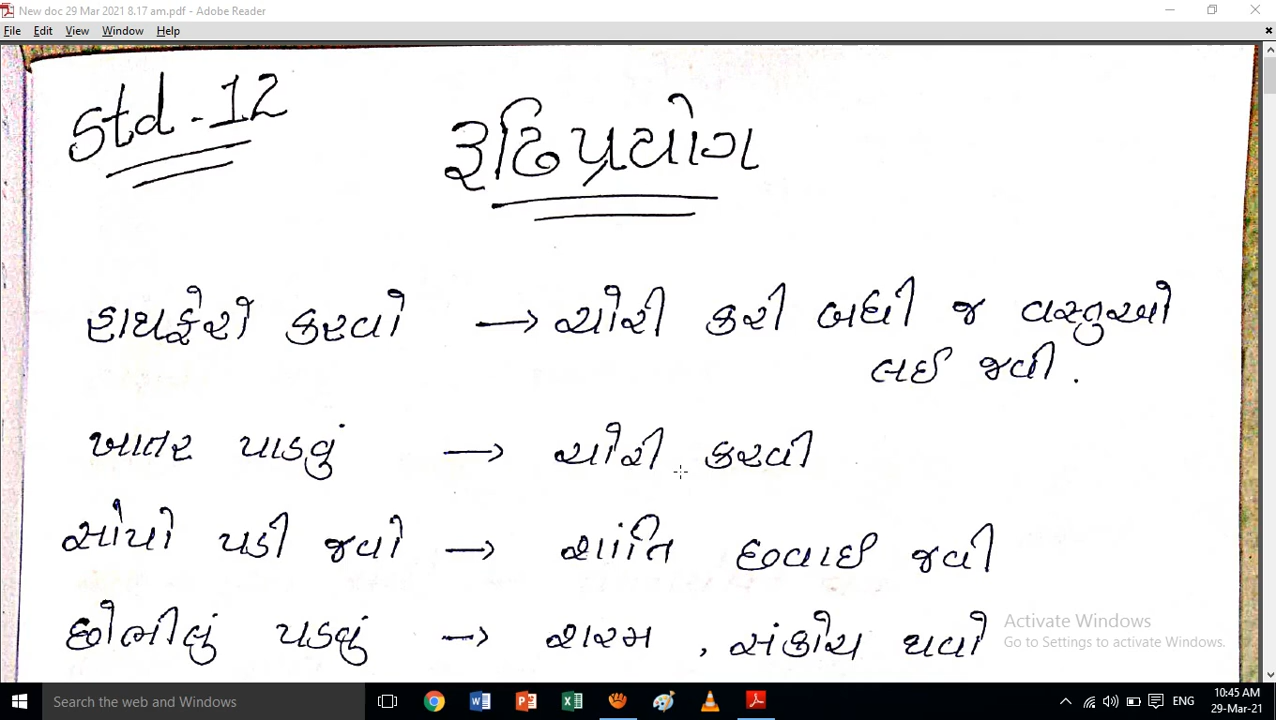 New doc 29 Mar 2021 8.17 am.pdf - Adobe Reader
File Edit View Window Help
Std-12
રૂઢિપ્રયોગ
હાથફેરો કરવો → ચોરી કરી બધી જ વસ્તુઓ
લઈ જવી.
ખાતર પાડવું → ચોરી કરવી
સોપો પડી જવો → શાંતિ છવાઈ જવી
છોભીલું પડવું → શરમ, સંકોચ થવો
Activate Windows
Go to Settings to activate Windows.
Search the web and Windows
ENG
10:45 AM
29-Mar-21